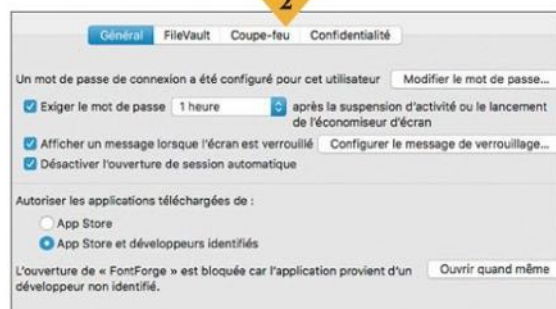 2
Général FileVault Coupe-feu Confidentialité
Un mot de passe de connexion a été configuré pour cet utilisateur Modifier le mot de passe...
Exiger le mot de passe 1 heure après la suspension d'activité ou le lancement
de l'économiseur d'écran
Afficher un message lorsque l'écran est verrouillé Configurer le message de verrouillage...
Désactiver l'ouverture de session automatique
Autoriser les applications téléchargées de :
App Store
App Store et développeurs identifiés
L'ouverture de « FontForge » est bloquée car l'application provient d'un Ouvrir quand même
développeur non identifié.